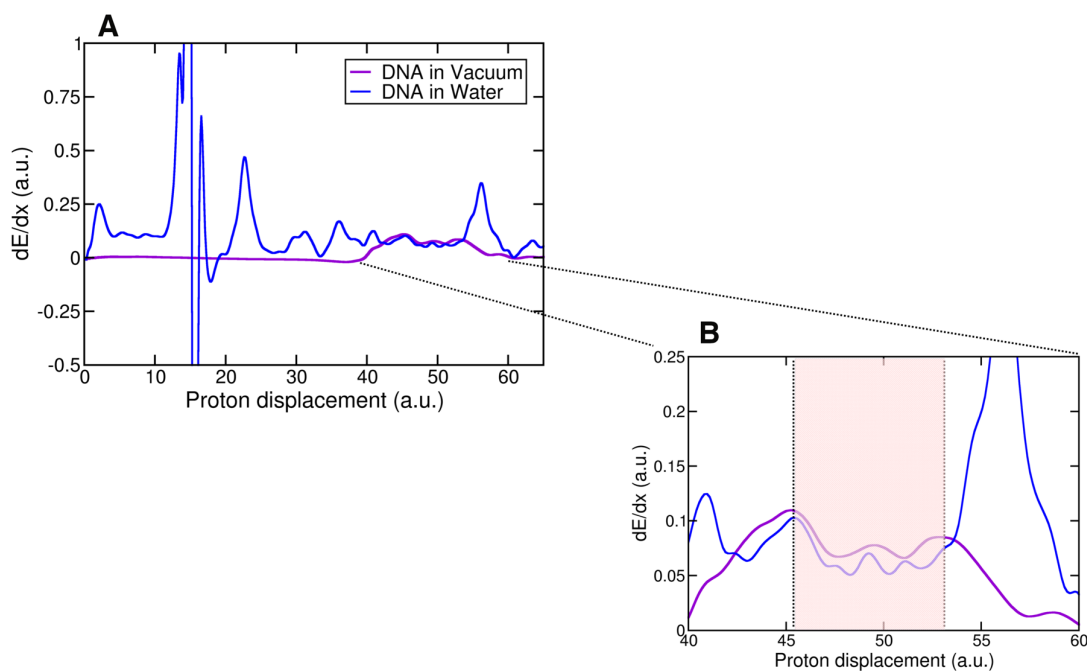 A
1
0.75
0.5
0.25
0
-0.25
-0.5
dE/dx (a.u.)
DNA in Vacuum
DNA in Water
0 10 20 30 40 50 60
Proton displacement (a.u.)
B
0.25
0.2
0.15
0.1
0.05
0
dE/dx (a.u.)
40 45 50 55 60
Proton displacement (a.u.)